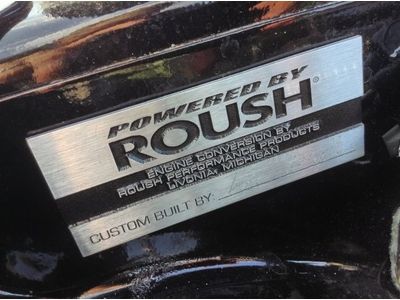 POWERED BY
ROUSH®
ENGINE CONVERSION BY
ROUSH PERFORMANCE PRODUCTS
LIVONIA, MICHIGAN
CUSTOM BUILT BY: